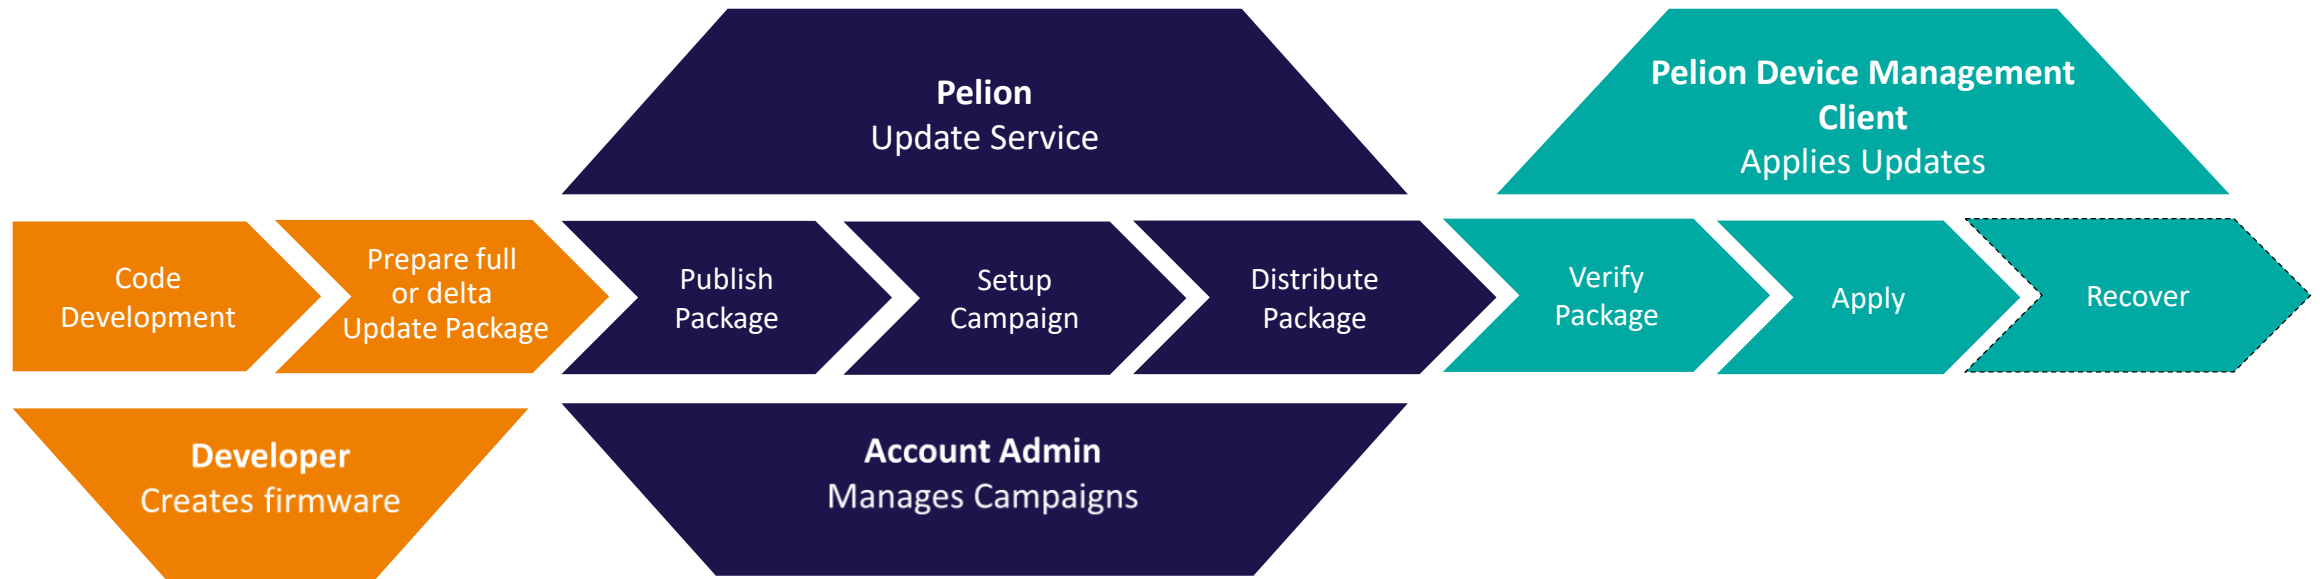 Pelion
Update Service
Pelion Device Management
Client
Applies Updates
Code
Development
Prepare full
or delta
Update Package
Publish
Package
Setup
Campaign
Distribute
Package
Verify
Package
Apply
Recover
Developer
Creates firmware
Account Admin
Manages Campaigns